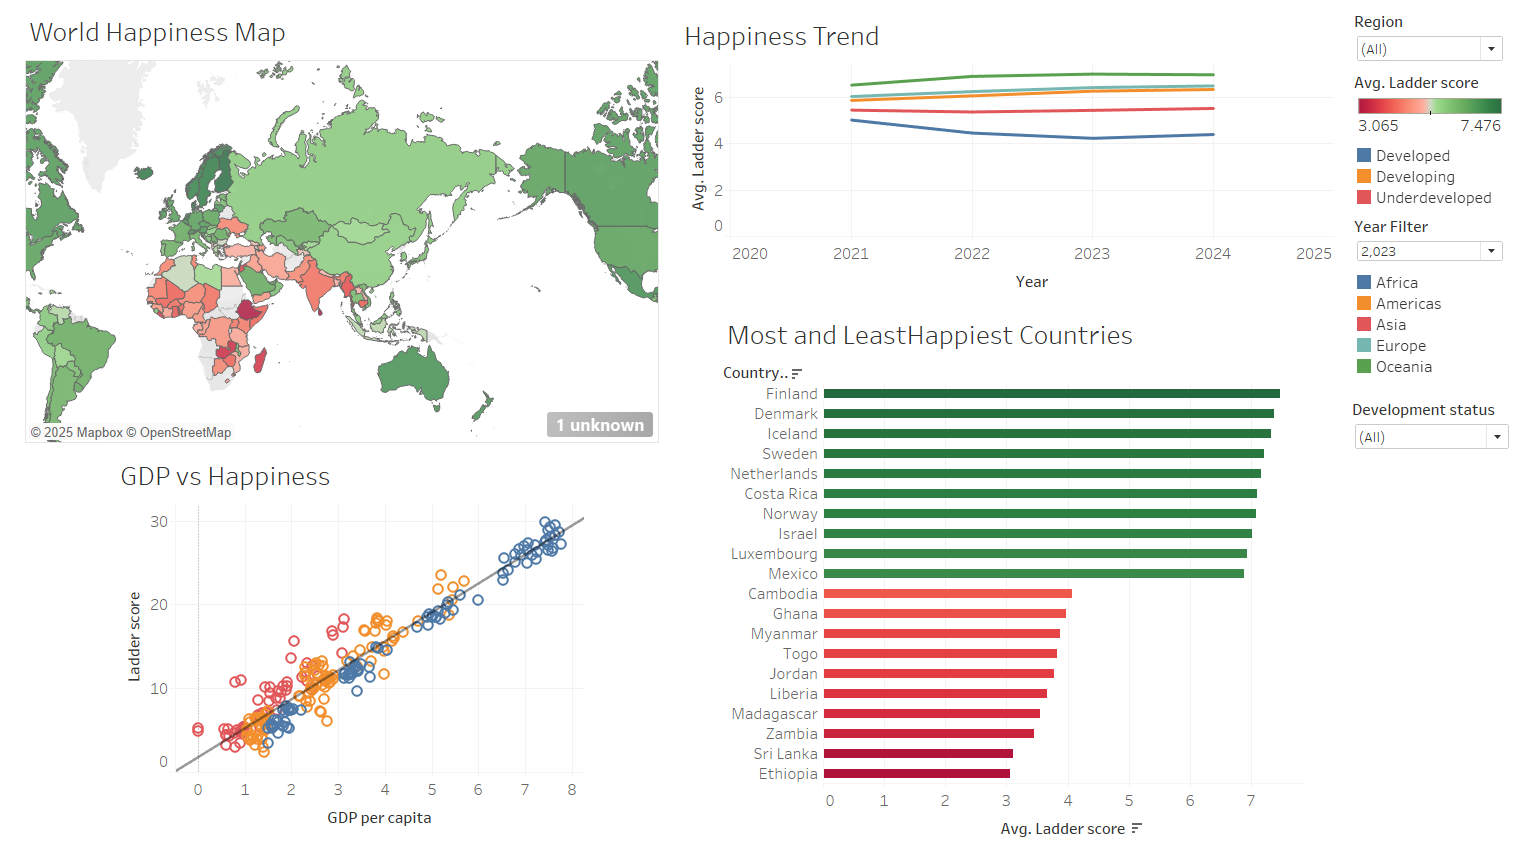 World Happiness Map
© 2025 Mapbox © OpenStreetMap
1 unknown
Happiness Trend
Avg. Ladder score
6
4
2
0
2020
2021
2022
2023
2024
2025
Year
GDP vs Happiness
Ladder score
30
20
10
0
0
1
2
3
4
5
6
7
8
GDP per capita
Most and LeastHappiest Countries
Country..
Finland
Denmark
Iceland
Sweden
Netherlands
Costa Rica
Norway
Israel
Luxembourg
Mexico
Cambodia
Ghana
Myanmar
Togo
Jordan
Liberia
Madagascar
Zambia
Sri Lanka
Ethiopia
0
1
2
3
4
5
6
7
Avg. Ladder score
Region
(All)
Avg. Ladder score
3.065
7.476
Developed
Developing
Underdeveloped
Year Filter
2,023
Africa
Americas
Asia
Europe
Oceania
Development status
(All)